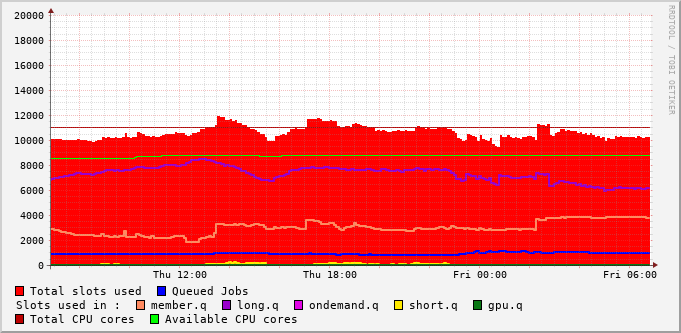 RRDTOOL / TOBI OETIKER
20000
18000
16000
14000
12000
10000
8000
6000
4000
2000
0
Thu 12:00 Thu 18:00 Fri 00:00 Fri 06:00
Total slots used Queued Jobs
Slots used in : member.q long.q ondemand.q short.q gpu.q
Total CPU cores Available CPU cores